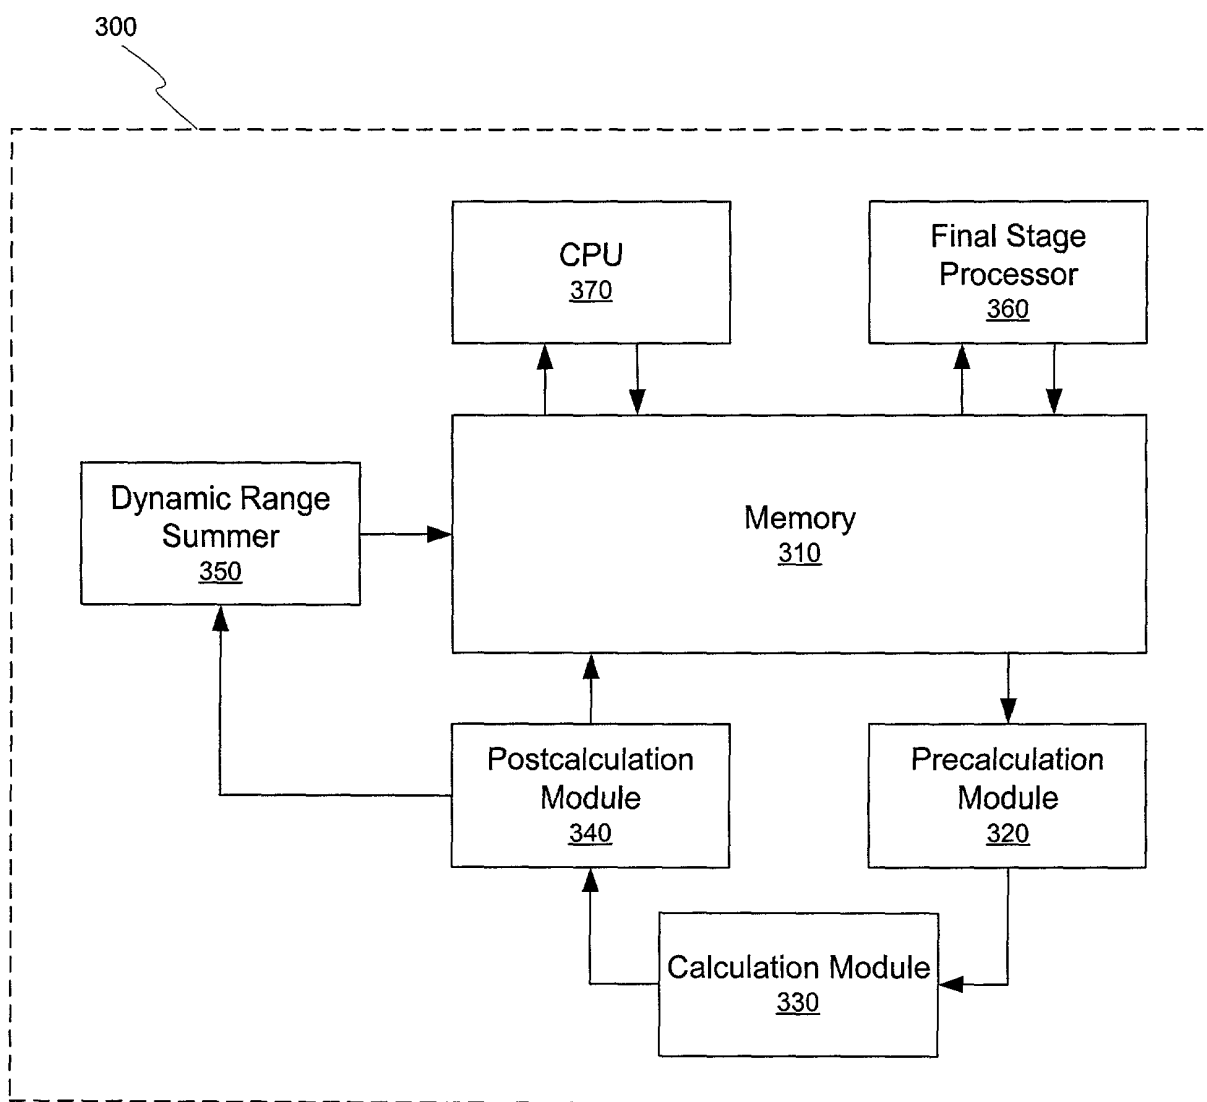 300
CPU
370
Final Stage
Processor
360
Dynamic Range
Summer
350
Memory
310
Postcalculation
Module
340
Precalculation
Module
320
Calculation Module
330